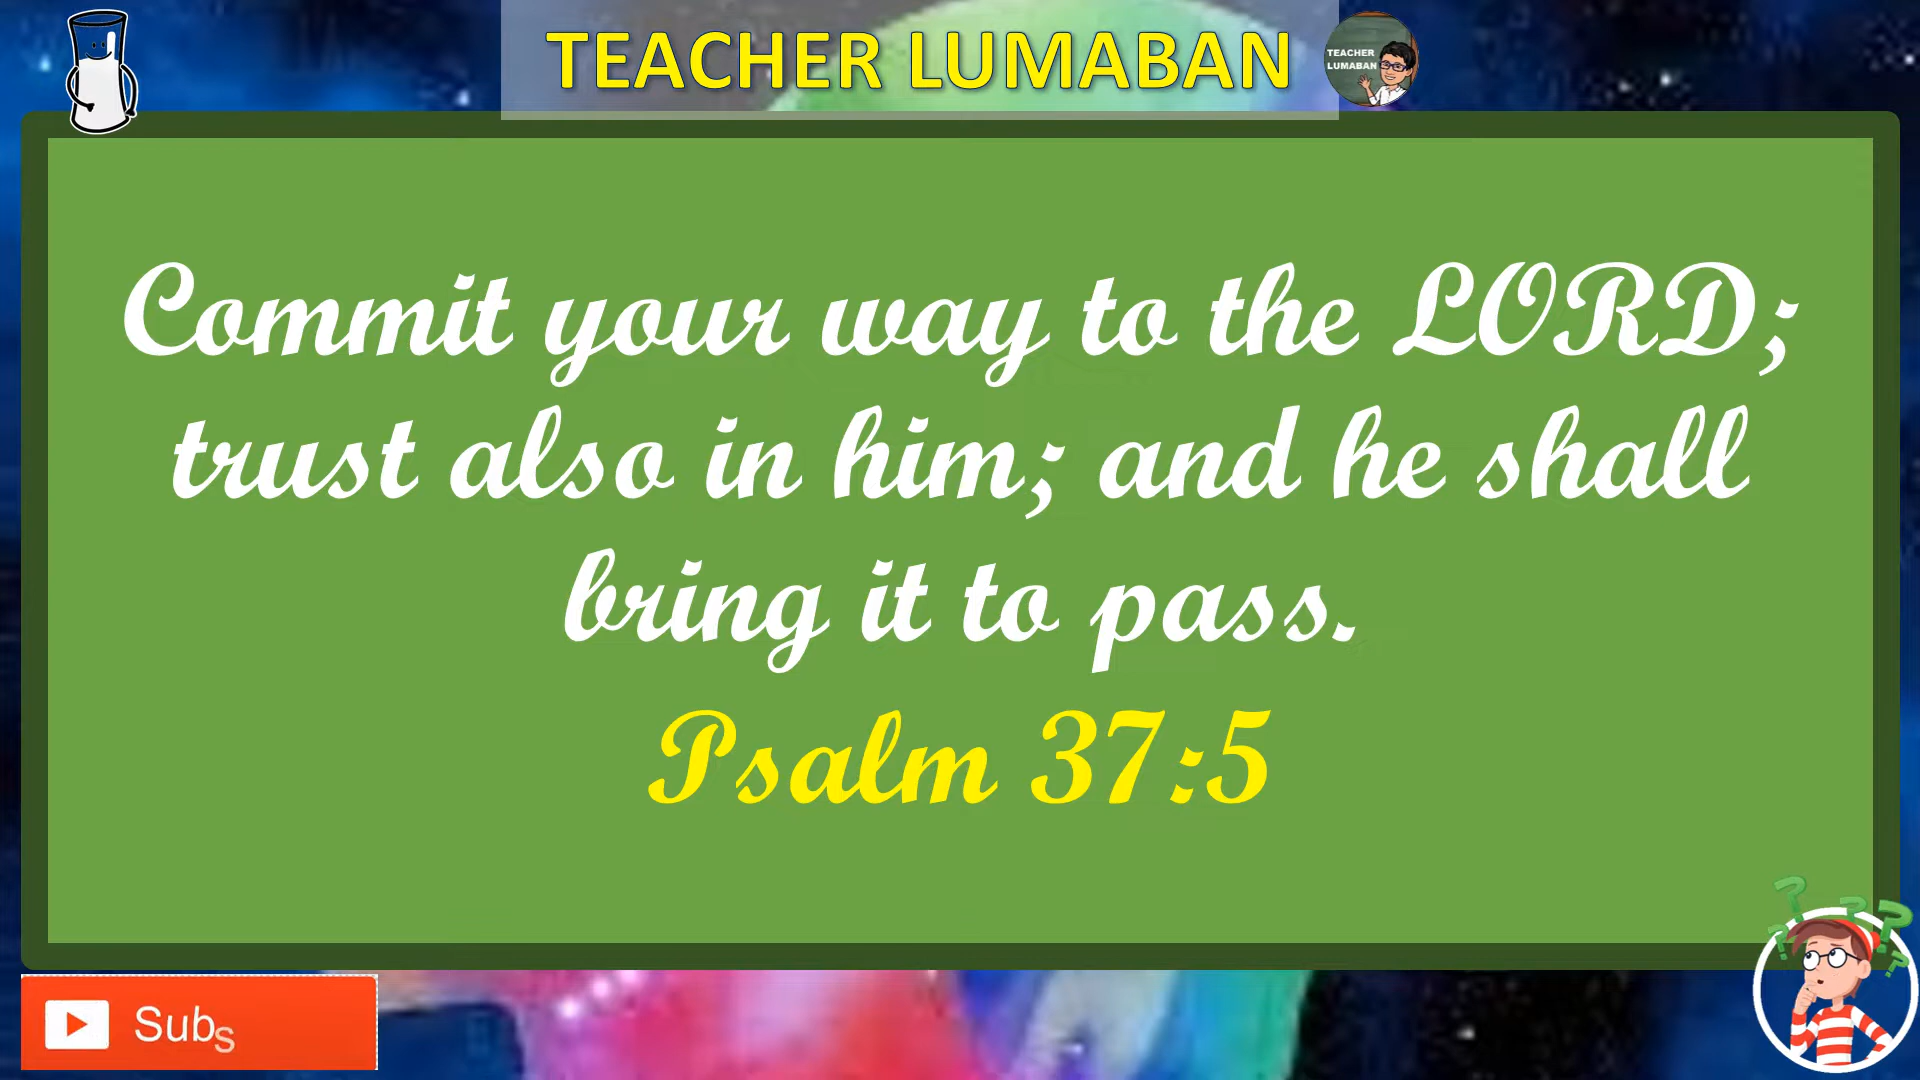 TEACHER LUMABAN
TEACHER
LUMABAN
Commit your way to the LORD;
trust also in him; and he shall
bring it to pass.
Psalm 37:5
? ? ? ? ?
Subs